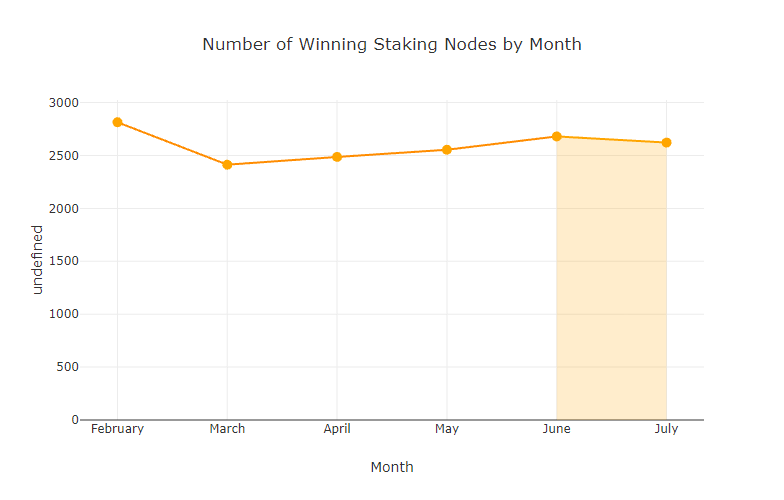 Number of Winning Staking Nodes by Month
3000
2500
2000
1500
1000
500
0
undefined
February March April May June July
Month